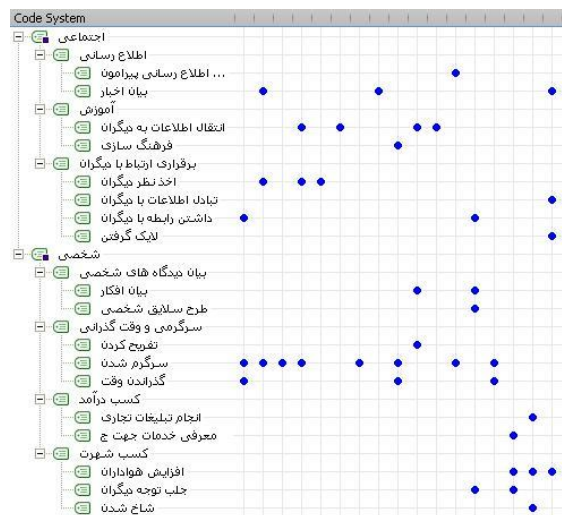 Code System
اجتماعی
اطلاع رسانی
... اطلاع رسانی پیرامون
بیان اخبار
آموزش
انتقال اطلاعات به دیگران
فرهنگ سازی
برقراری ارتباط با دیگران
اخذ نظر دیگران
تبادل اطلاعات با دیگران
داشتن رابطه با دیگران
لایک گرفتن
شخصی
بیان دیدگاه های شخصی
بیان افکار
طرح سلایق شخصی
سرگرمی و وقت گذرانی
تفریح کردن
سرگرم شدن
گذراندن وقت
کسب درآمد
انجام تبلیغات تجاری
معرفی خدمات جهت ج
کسب شهرت
افزایش هواداران
جلب توجه دیگران
شاخ شدن